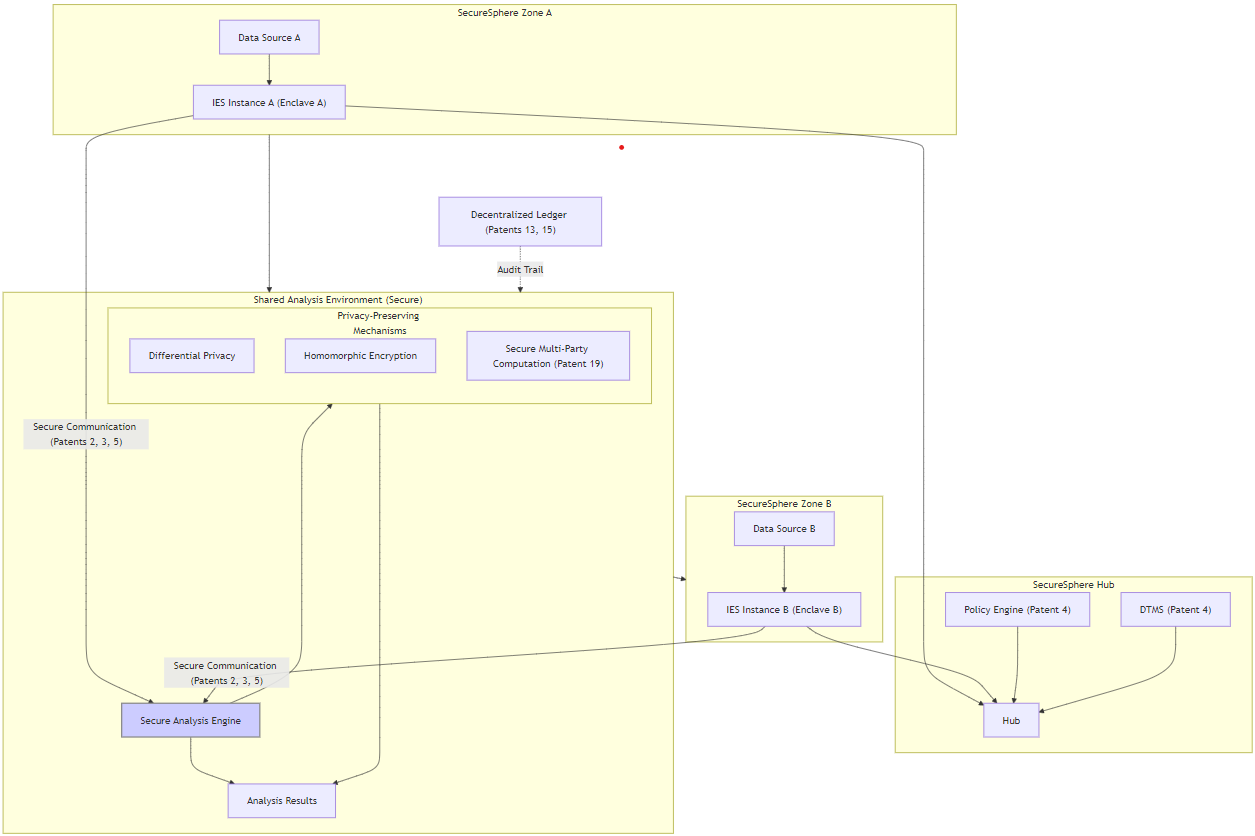 SecureSphere Zone A
Data Source A
IES Instance A (Enclave A)
Decentralized Ledger
(Patents 13, 15)
Audit Trail
Shared Analysis Environment (Secure)
Privacy-Preserving
Mechanisms
Differential Privacy
Homomorphic Encryption
Secure Multi-Party
Computation (Patent 19)
Secure Communication
(Patents 2, 3, 5)
SecureSphere Zone B
Data Source B
IES Instance B (Enclave B)
SecureSphere Hub
Policy Engine (Patent 4)
DTMS (Patent 4)
Secure Communication
(Patents 2, 3, 5)
Secure Analysis Engine
Hub
Analysis Results